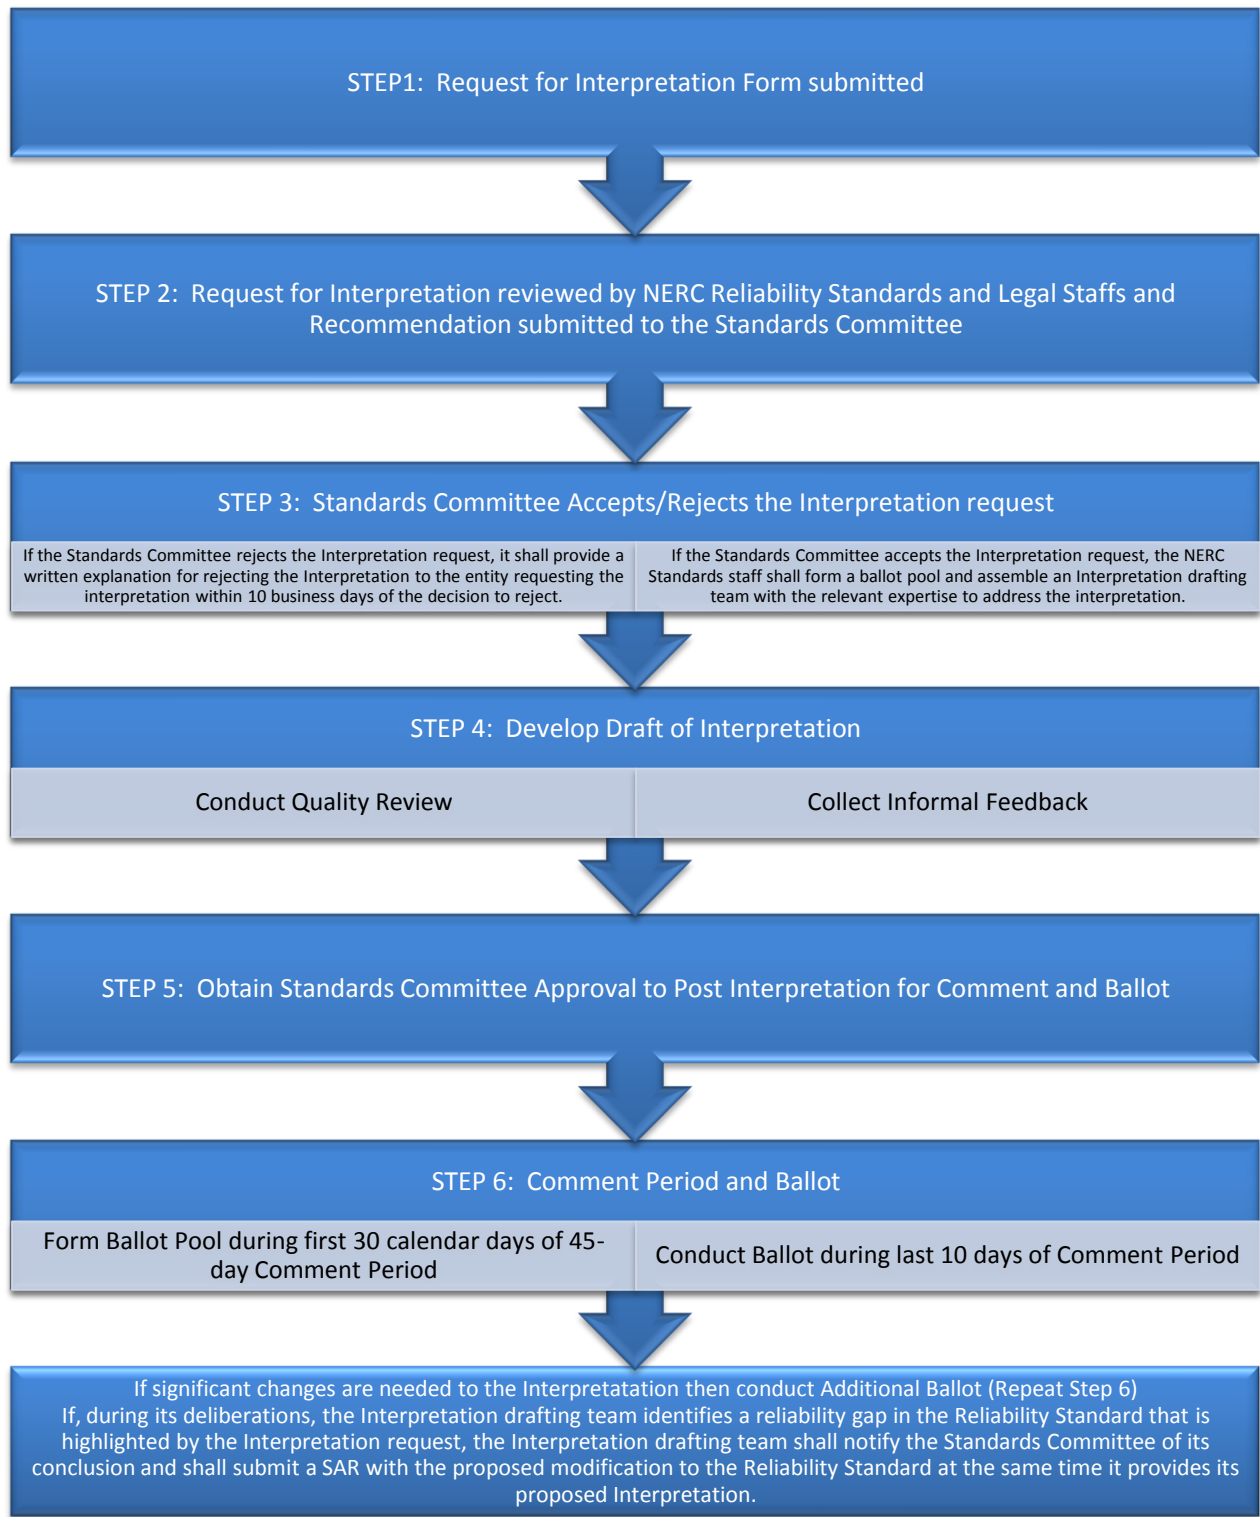 STEP1:  Request for Interpretation Form submitted
STEP 2:  Request for Interpretation reviewed by NERC Reliability Standards and Legal Staffs and
Recommendation submitted to the Standards Committee
STEP 3:  Standards Committee Accepts/Rejects the Interpretation request
If the Standards Committee rejects the Interpretation request, it shall provide a
written explanation for rejecting the Interpretation to the entity requesting the
interpretation within 10 business days of the decision to reject.
If the Standards Committee accepts the Interpretation request, the NERC
Standards staff shall form a ballot pool and assemble an Interpretation drafting
team with the relevant expertise to address the interpretation.
STEP 4:  Develop Draft of Interpretation
Conduct Quality Review
Collect Informal Feedback
STEP 5:  Obtain Standards Committee Approval to Post Interpretation for Comment and Ballot
STEP 6:  Comment Period and Ballot
Form Ballot Pool during first 30 calendar days of 45-
day Comment Period
Conduct Ballot during last 10 days of Comment Period
If significant changes are needed to the Interpretatation then conduct Additional Ballot (Repeat Step 6)
If, during its deliberations, the Interpretation drafting team identifies a reliability gap in the Reliability Standard that is
highlighted by the Interpretation request, the Interpretation drafting team shall notify the Standards Committee of its
conclusion and shall submit a SAR with the proposed modification to the Reliability Standard at the same time it provides its
proposed Interpretation.